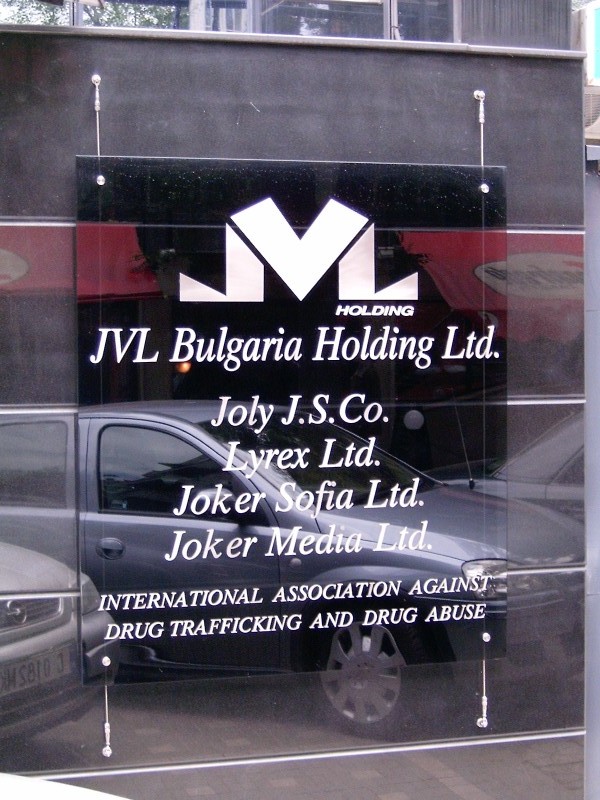 JVL
HOLDING
JVL Bulgaria Holding Ltd.
Joly J.S.Co.
Lyrex Ltd.
Joker Sofia Ltd.
Joker Media Ltd.
INTERNATIONAL ASSOCIATION AGAINST
DRUG TRAFFICKING AND DRUG ABUSE